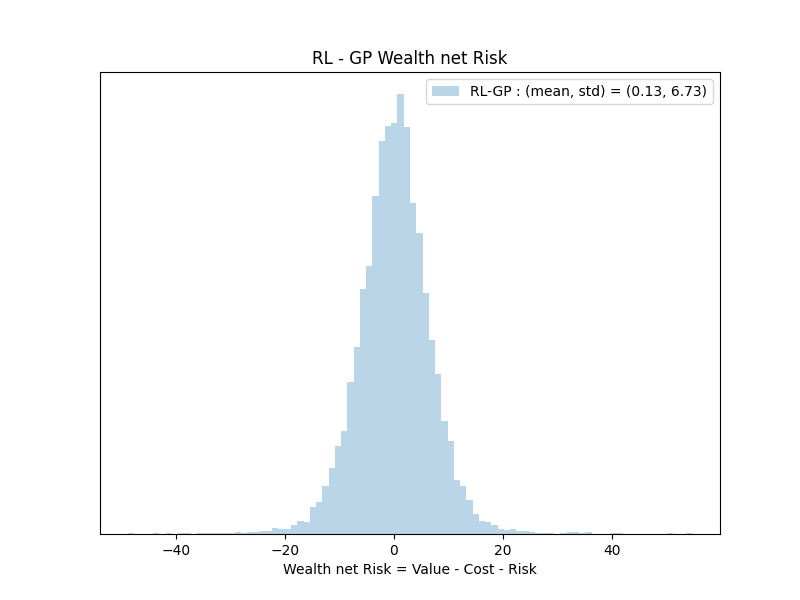 RL - GP Wealth net Risk
RL-GP : (mean, std) = (0.13, 6.73)
−40 −20 0 20 40
Wealth net Risk = Value - Cost - Risk